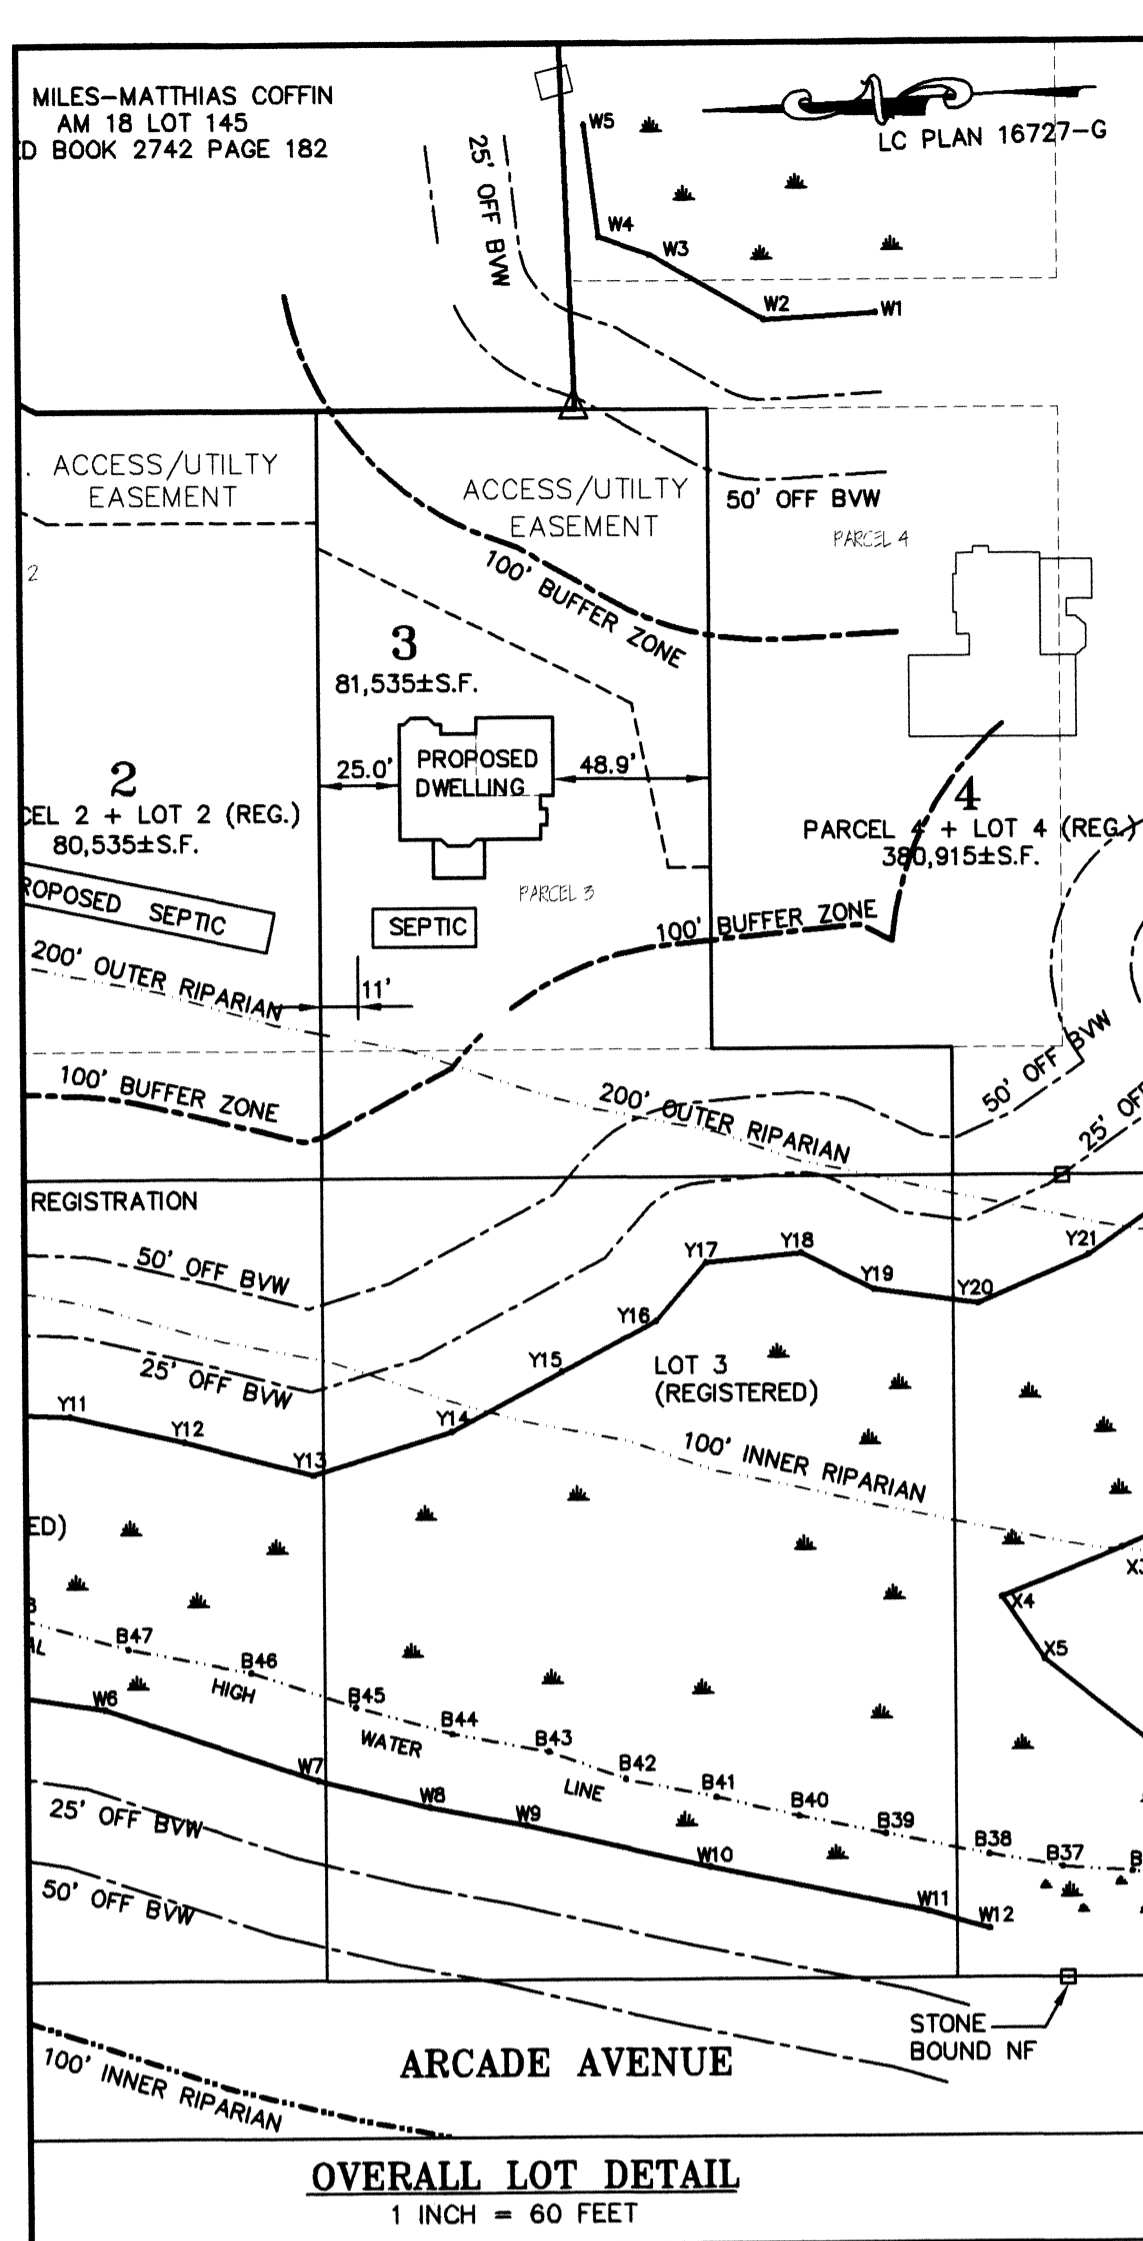 MILES-MATTHIAS COFFIN
AM 18 LOT 145
D BOOK 2742 PAGE 182
LC PLAN 16727-G
25' OFF BVW
W5
W4
W3
W2
W1
. ACCESS/UTILTY
EASEMENT
ACCESS/UTILTY
EASEMENT
50' OFF BVW
PARCEL 4
2
100' BUFFER ZONE
3
81,535±S.F.
PROPOSED
DWELLING
25.0'
48.9'
2
CEL 2 + LOT 2 (REG.)
80,535±S.F.
4
PARCEL 4 + LOT 4 (REG.)
380,915±S.F.
ROPOSED SEPTIC
PARCEL 3
SEPTIC
100' BUFFER ZONE
200' OUTER RIPARIAN
11'
100' BUFFER ZONE
200' OUTER RIPARIAN
50' OFF BVW
25' OFF
REGISTRATION
50' OFF BVW
Y17
Y18
Y19
Y20
Y21
Y16
Y15
25' OFF BVW
LOT 3
(REGISTERED)
Y11
Y12
Y13
Y14
100' INNER RIPARIAN
ED)
X3
X4
X5
B47
B46
AL
HIGH
WATER
LINE
B45
B44
B43
B42
B41
B40
B39
B38
B37
B
W6
W7
W8
W9
W10
W11
W12
25' OFF BVW
50' OFF BVW
STONE
BOUND NF
ARCADE AVENUE
100' INNER RIPARIAN
OVERALL LOT DETAIL
1 INCH = 60 FEET